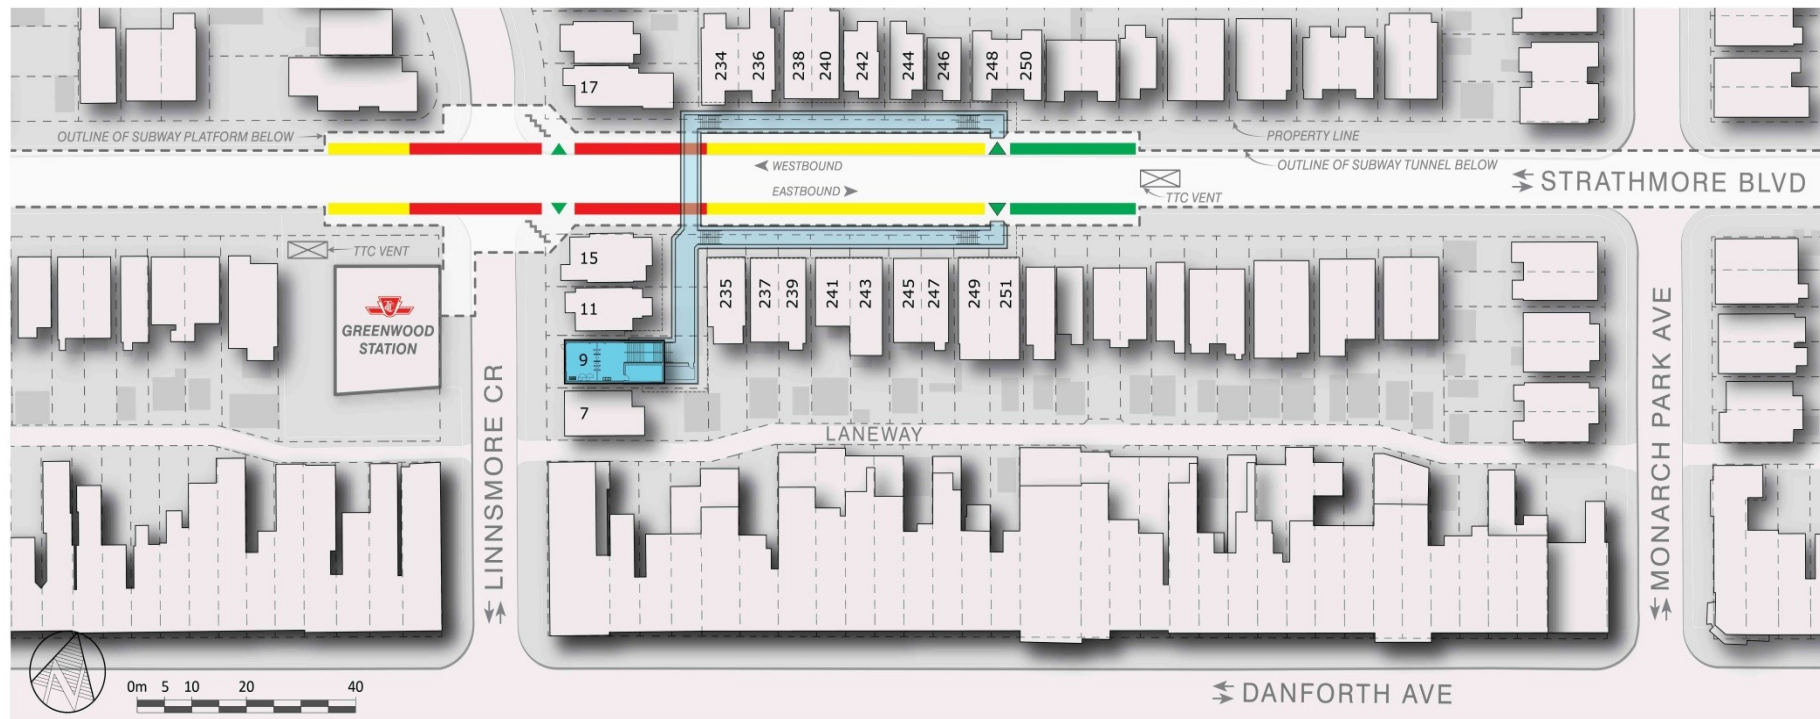 234
236
238
240
242
244
246
248
250
17
OUTLINE OF SUBWAY PLATFORM BELOW
PROPERTY LINE
WESTBOUND
OUTLINE OF SUBWAY TUNNEL BELOW
EASTBOUND
STRATHMORE BLVD
TTC VENT
TTC VENT
15
11
9
7
235
237
239
241
243
245
247
249
251
GREENWOOD
STATION
LINNSMORE CR
LANEWAY
MONARCH PARK AVE
N
0m 5 10 20 40
DANFORTH AVE